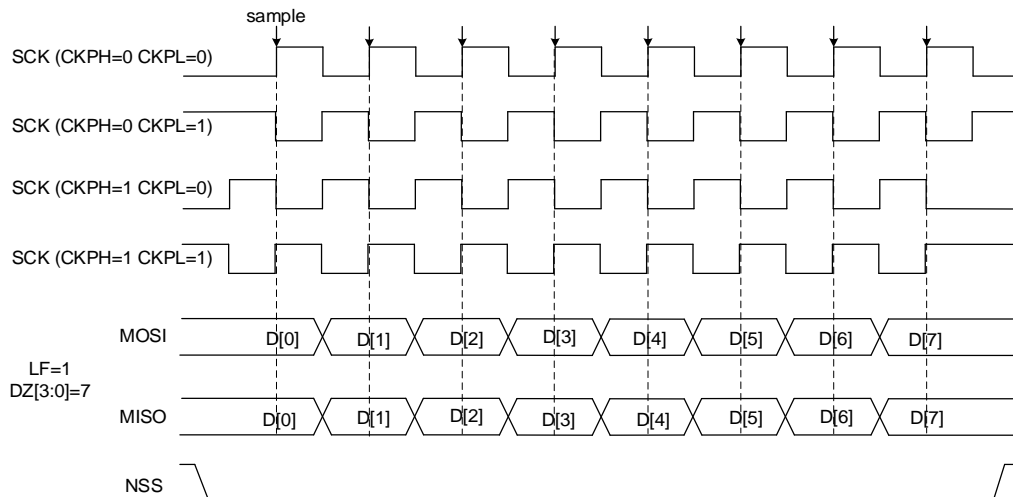 sample
SCK (CKPH=0 CKPL=0)
SCK (CKPH=0 CKPL=1)
SCK (CKPH=1 CKPL=0)
SCK (CKPH=1 CKPL=1)
MOSI
D[0] D[1] D[2] D[3] D[4] D[5] D[6] D[7]
LF=1
DZ[3:0]=7
MISO
D[0] D[1] D[2] D[3] D[4] D[5] D[6] D[7]
NSS